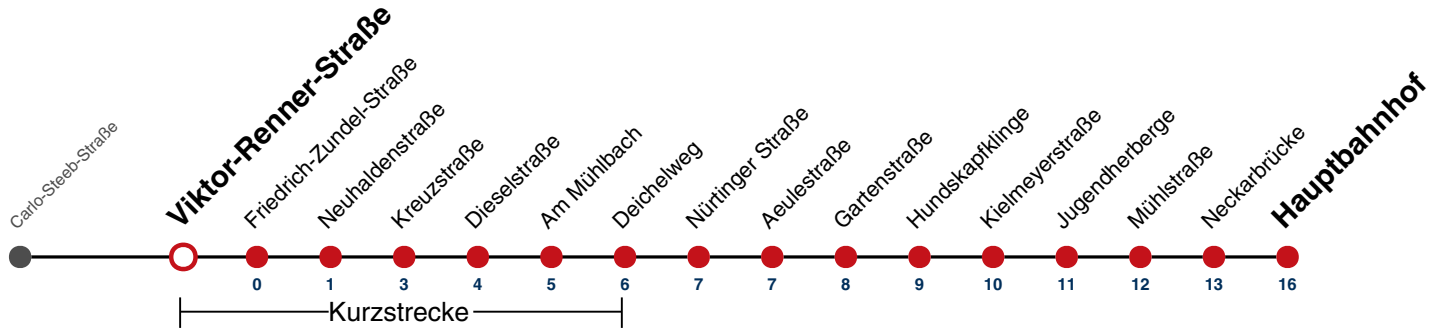 Carlo-Steeb-Straße
Viktor-Renner-Straße
Friedrich-Zundel-Straße
Neuhaldenstraße
Kreuzstraße
Dieselstraße
Am Mühlbach
Deichelweg
Nürtinger Straße
Aeulestraße
Gartenstraße
Hundskapfklinge
Kielmeyerstraße
Jugendherberge
Mühlstraße
Neckarbrücke
Hauptbahnhof
0 1 3 4 5 6 7 7 8 9 10 11 12 13 16
Kurzstrecke